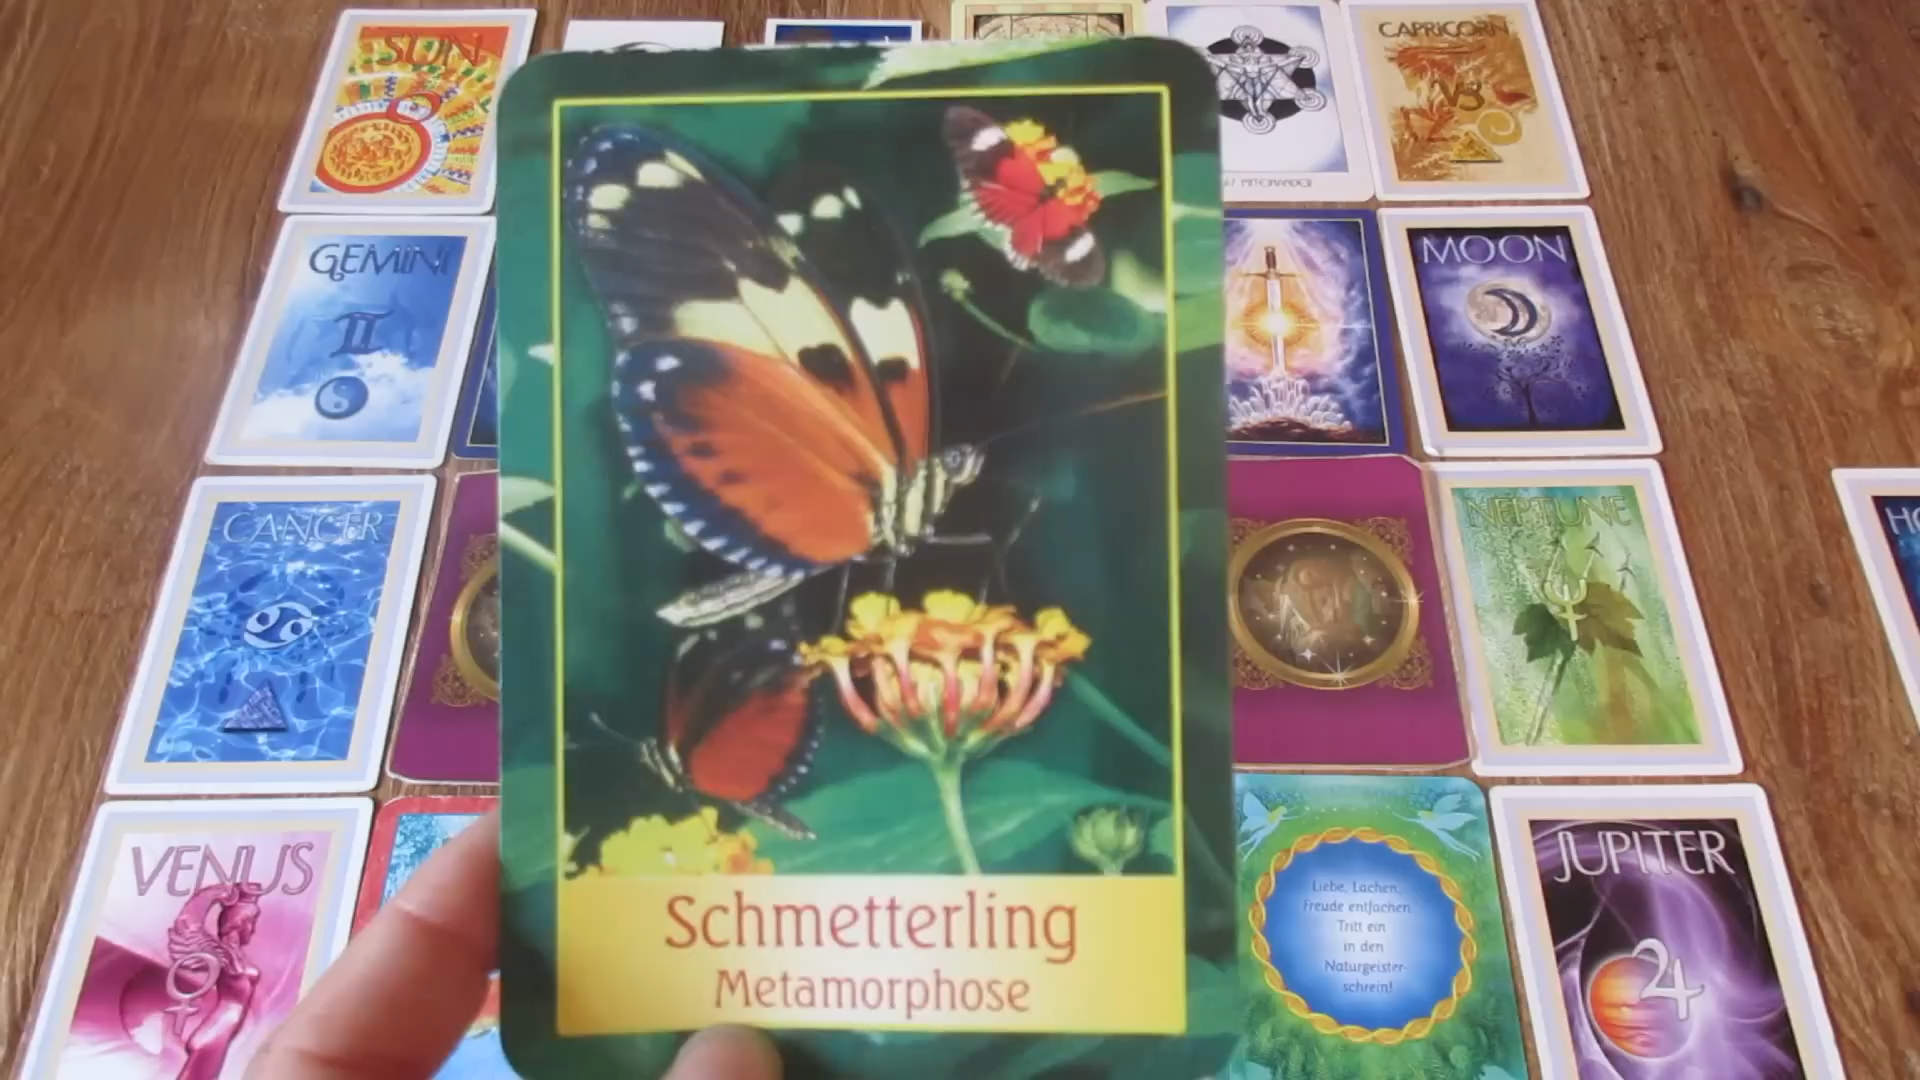 SUN
CAPRICORN
GEMINI
MOON
CANCER
NEPTUNE
VENUS
Schmetterling
Metamorphose
Liebe, Lachen,
Freude entfachen.
Tritt ein
in den
Naturgeister-
schrein!
JUPITER